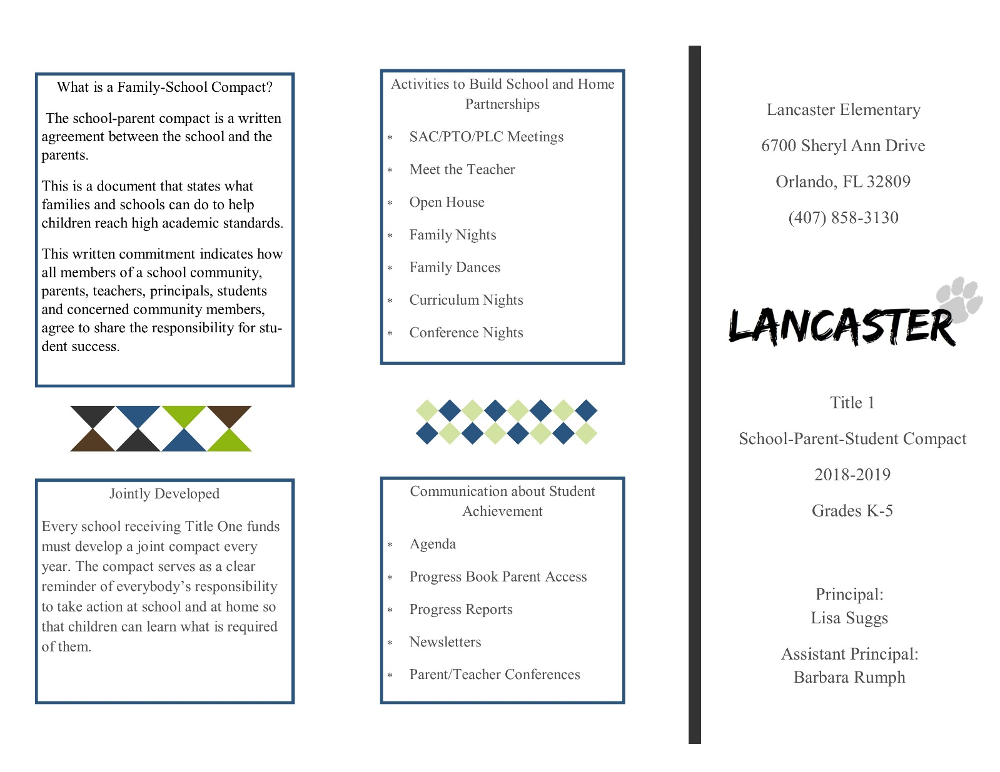 What is a Family-School Compact?
The school-parent compact is a written
agreement between the school and the
parents.
This is a document that states what
families and schools can do to help
children reach high academic standards.
This written commitment indicates how
all members of a school community,
parents, teachers, principals, students
and concerned community members,
agree to share the responsibility for stu-
dent success.
Jointly Developed
Every school receiving Title One funds
must develop a joint compact every
year. The compact serves as a clear
reminder of everybody’s responsibility
to take action at school and at home so
that children can learn what is required
of them.
Activities to Build School and Home
Partnerships
* SAC/PTO/PLC Meetings
* Meet the Teacher
* Open House
* Family Nights
* Family Dances
* Curriculum Nights
* Conference Nights
Communication about Student
Achievement
* Agenda
* Progress Book Parent Access
* Progress Reports
* Newsletters
* Parent/Teacher Conferences
Lancaster Elementary
6700 Sheryl Ann Drive
Orlando, FL 32809
(407) 858-3130
LANCASTER
Title 1
School-Parent-Student Compact
2018-2019
Grades K-5
Principal:
Lisa Suggs
Assistant Principal:
Barbara Rumph